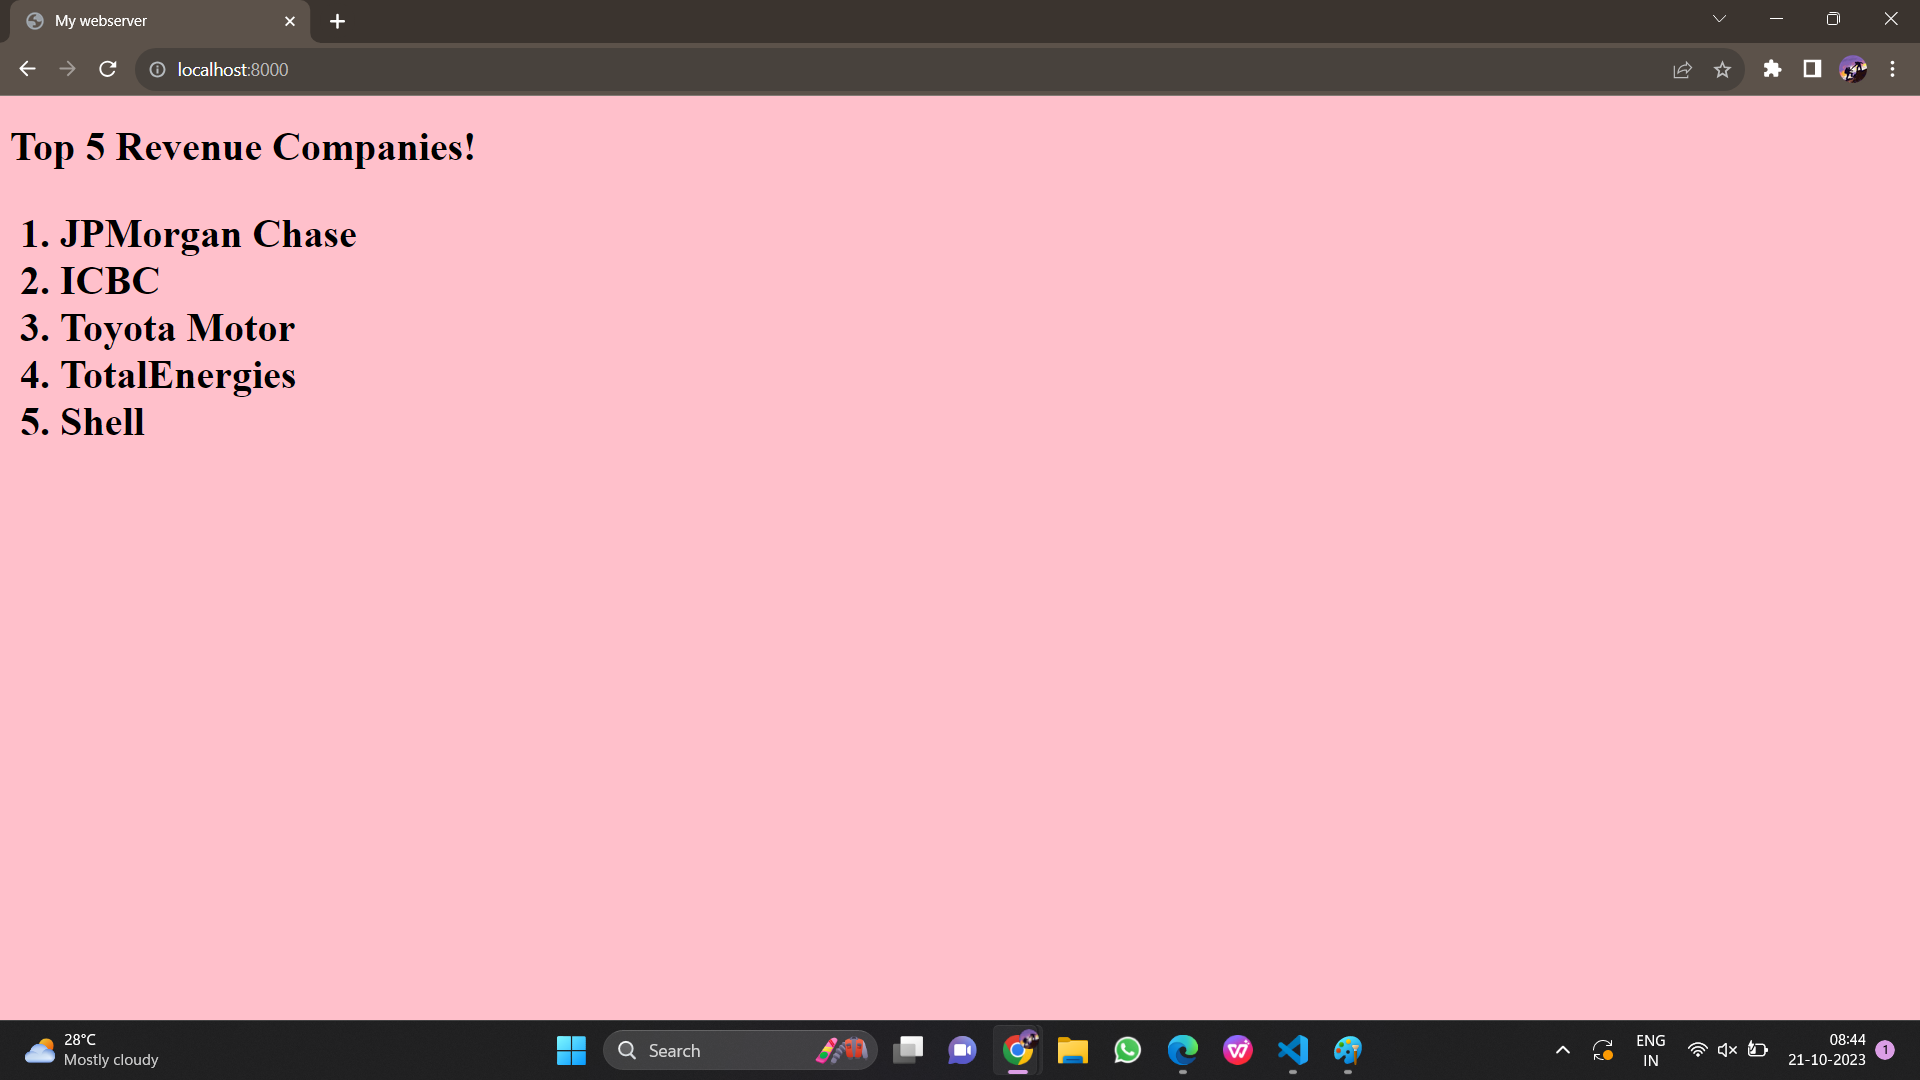 My webserver
localhost:8000
Top 5 Revenue Companies!
1. JPMorgan Chase
2. ICBC
3. Toyota Motor
4. TotalEnergies
5. Shell
28°C
Mostly cloudy
Search
ENG
IN
08:44
21-10-2023
1